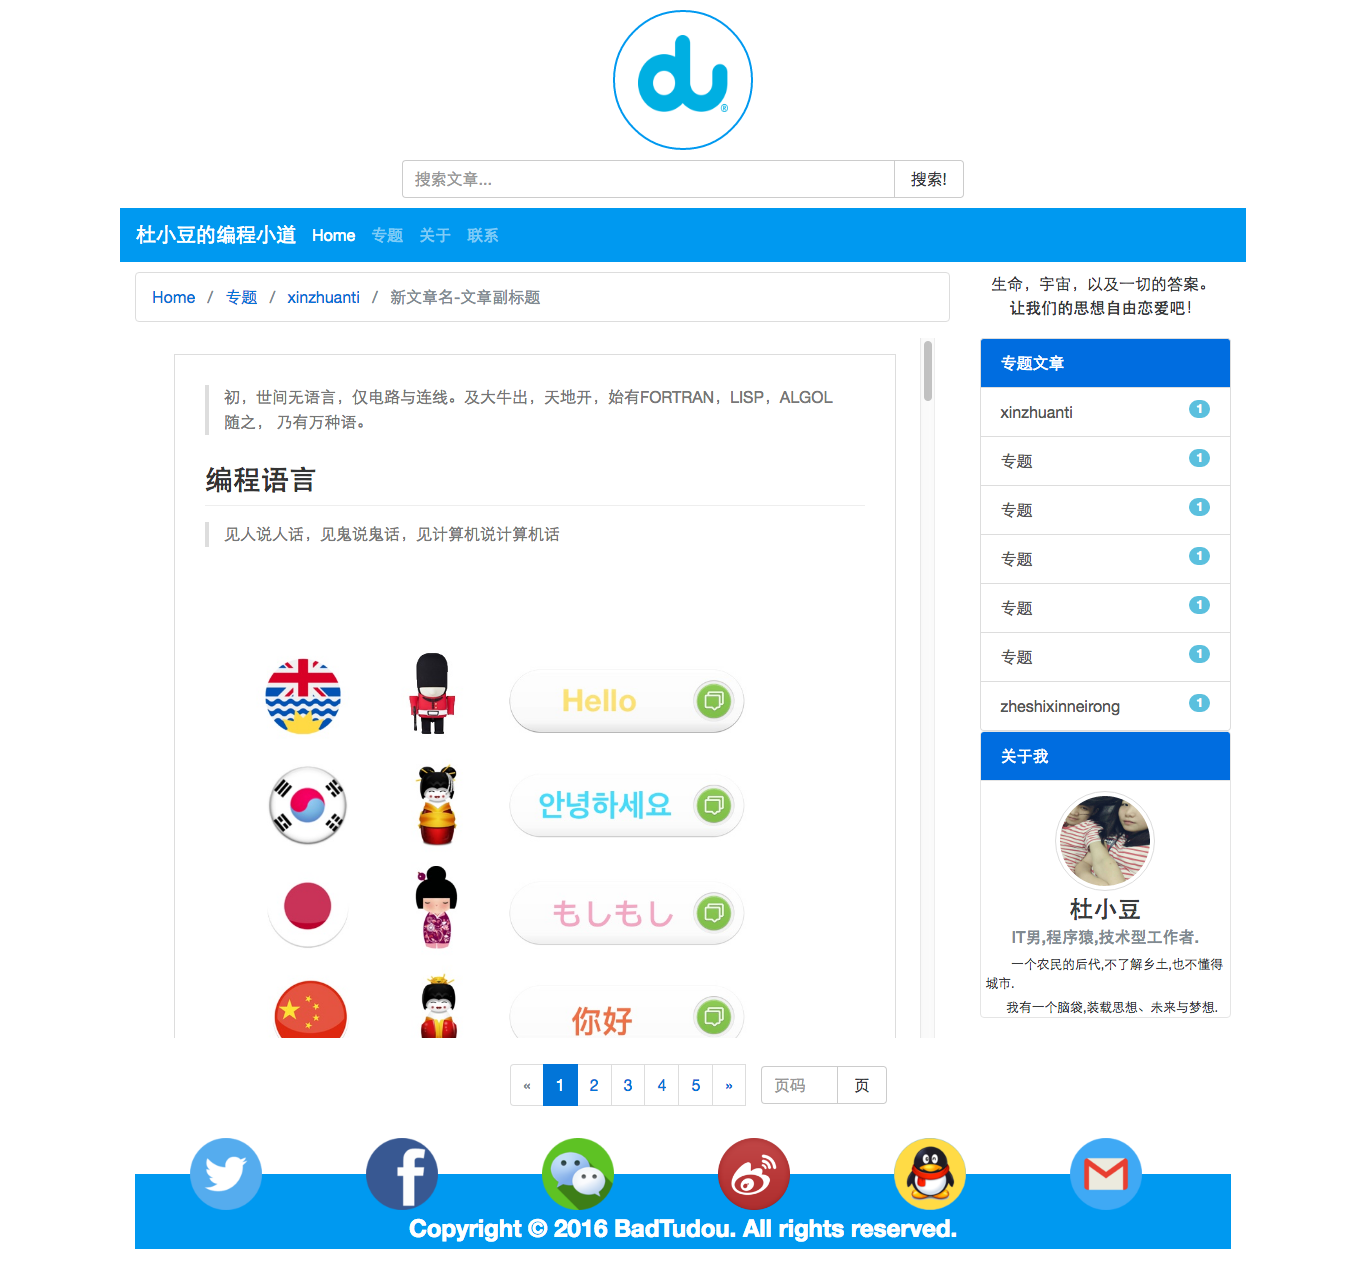 du®
搜索文章... 搜索!
杜小豆的编程小道 Home 专题 关于 联系
Home / 专题 / xinzhuanti / 新文章名-文章副标题
初，世间无语言，仅电路与连线。及大牛出，天地开，始有FORTRAN，LISP，ALGOL
随之， 乃有万种语。
编程语言
见人说人话，见鬼说鬼话，见计算机说计算机话
Hello
안녕하세요
もしもし
你好
生命，宇宙，以及一切的答案。
让我们的思想自由恋爱吧！
专题文章
xinzhuanti 1
专题 1
专题 1
专题 1
专题 1
专题 1
zheshixinneirong 1
关于我
杜小豆
IT男,程序猿,技术型工作者.
一个农民的后代,不了解乡土,也不懂得
城市.
我有一个脑袋,装载思想、未来与梦想.
« 1 2 3 4 5 » 页码 页
Copyright © 2016 BadTudou. All rights reserved.